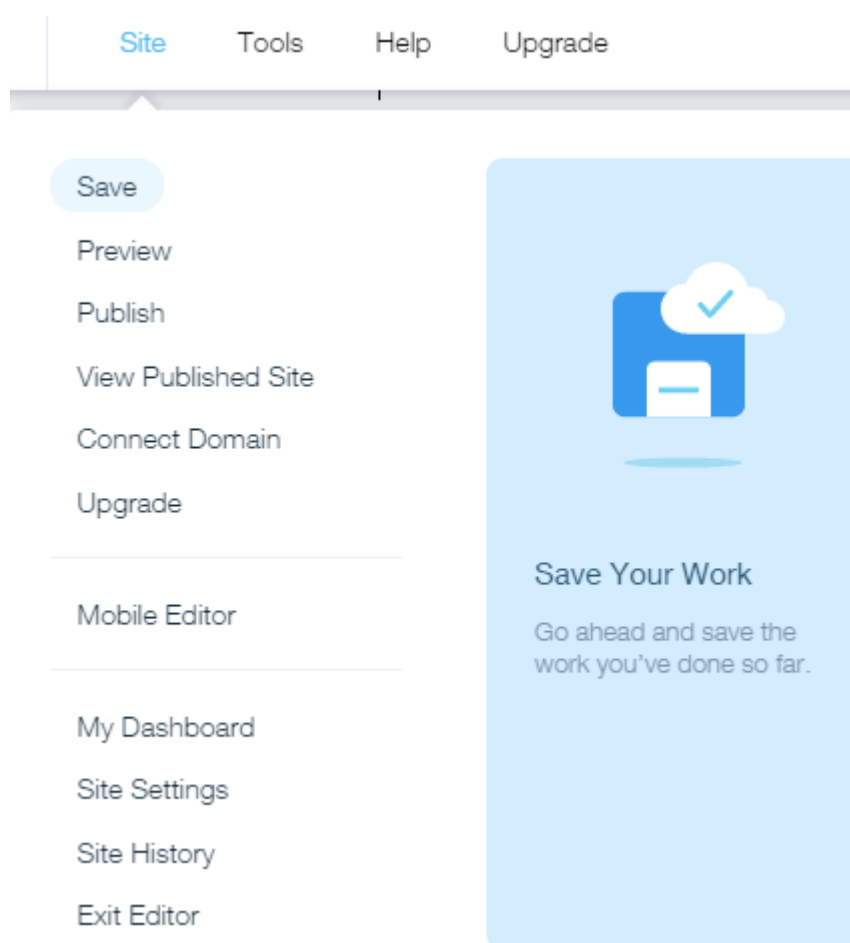 Site Tools Help Upgrade
Save
Preview
Publish
View Published Site
Connect Domain
Upgrade
Mobile Editor
My Dashboard
Site Settings
Site History
Exit Editor
Save Your Work
Go ahead and save the
work you've done so far.